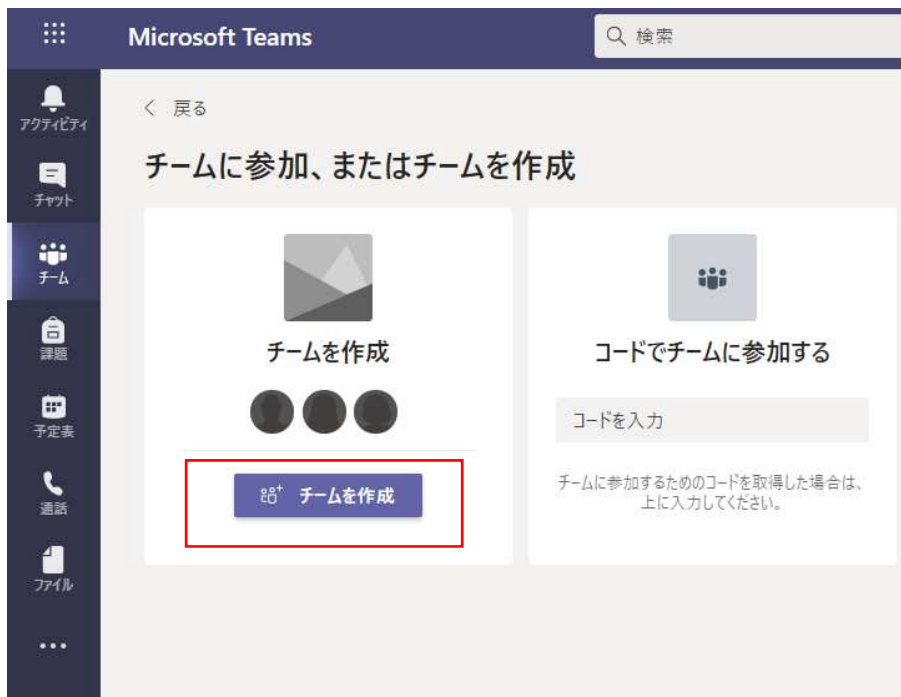 Microsoft Teams
検索
アクティビティ
チャット
チーム
課題
予定表
通話
ファイル
戻る
チームに参加、またはチームを作成
チームを作成
チームを作成
コードでチームに参加する
コードを入力
チームに参加するためのコードを取得した場合は、
上に入力してください。